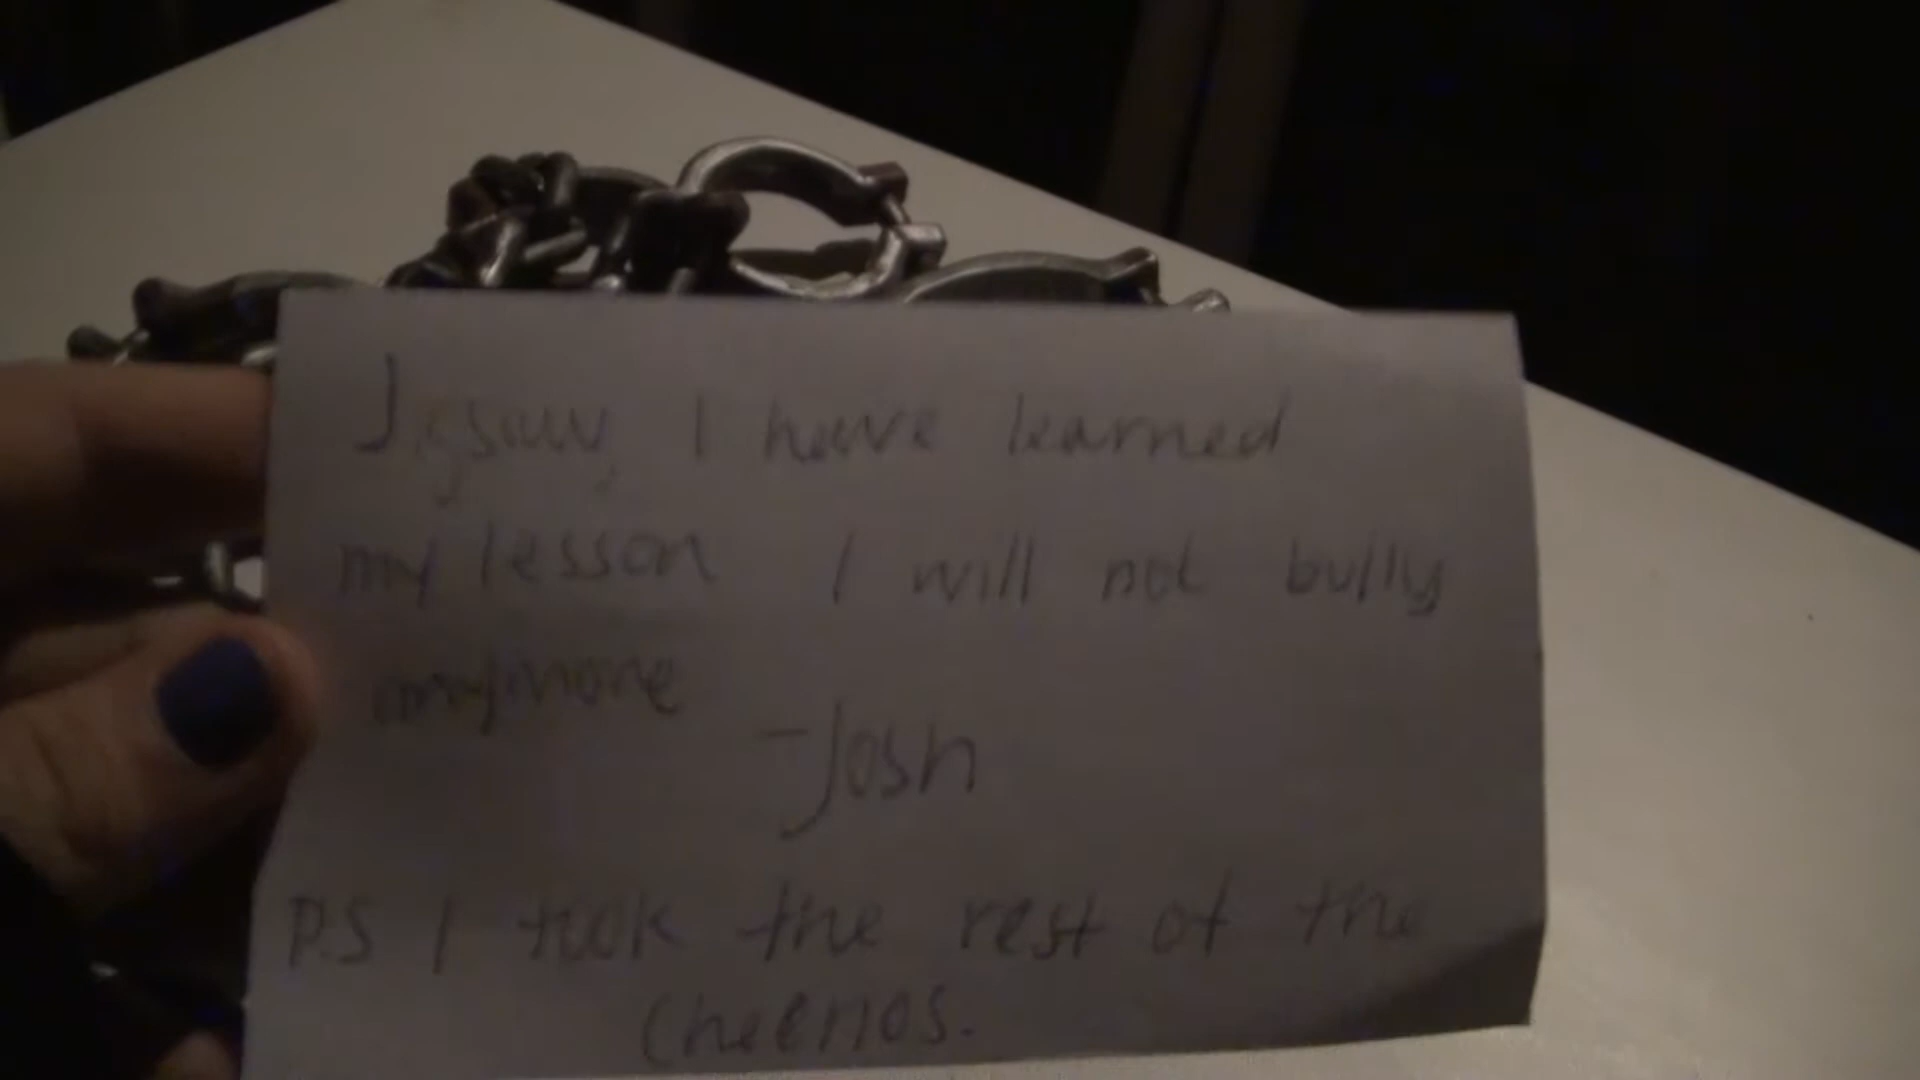 Jigsaw, I have learned
my lesson I will not bully
anymore
-Josh
P.S I took the rest of the
Cheerios.